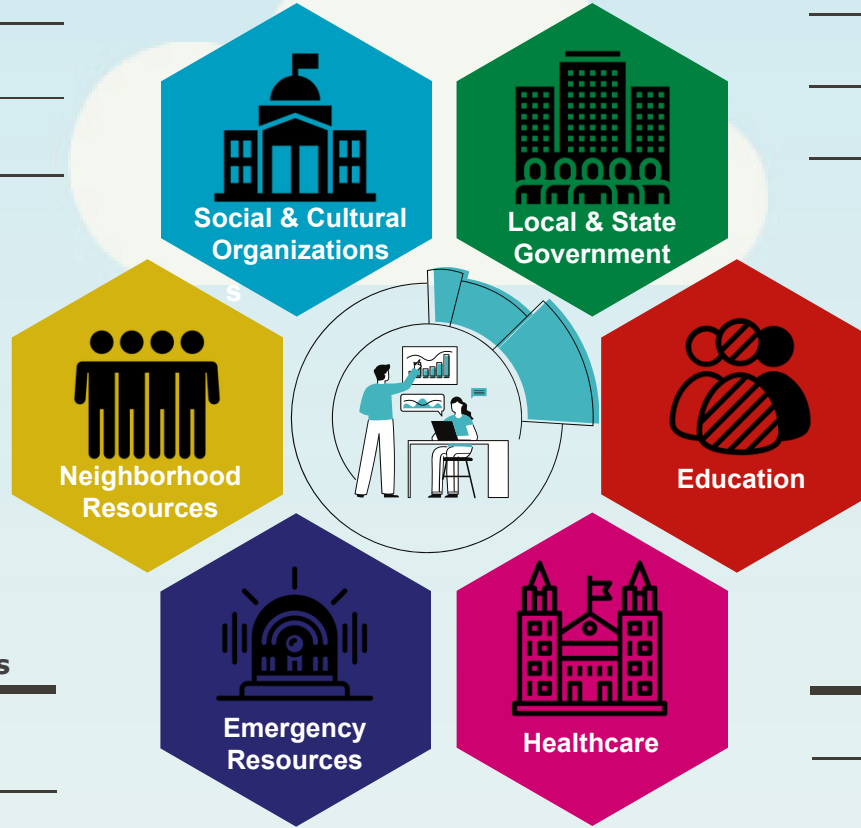 Social & Cultural
Organizations
s
Local & State
Government
Neighborhood
Resources
Education
s
Emergency
Resources
Healthcare